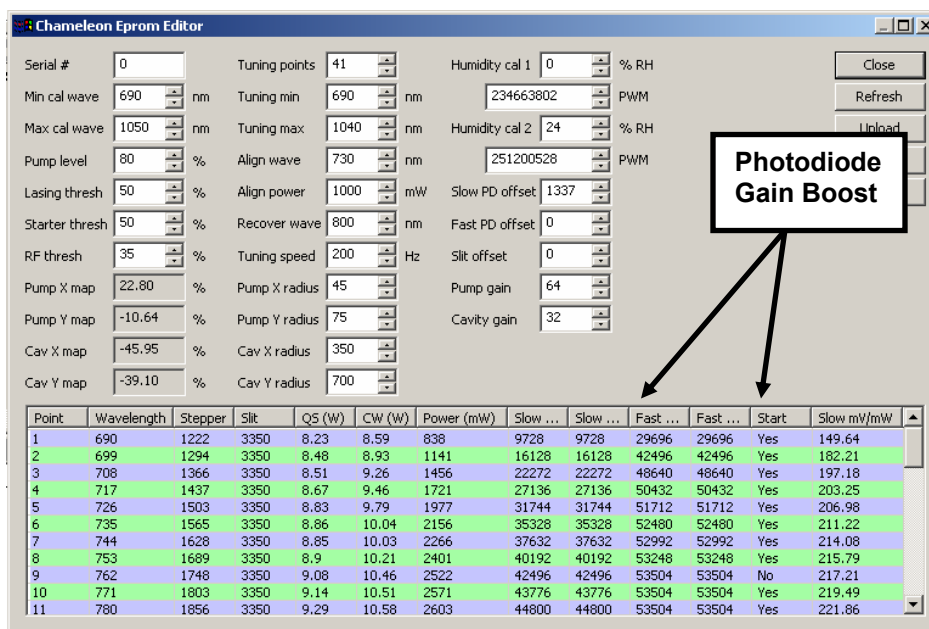 Chameleon Eprom Editor
Serial # 0 Tuning points 41 Humidity cal 1 0 % RH Close
Min cal wave 690 nm Tuning min 690 nm 234663802 PWM Refresh
Max cal wave 1050 nm Tuning max 1040 nm Humidity cal 2 24 % RH Upload
Pump level 80 % Align wave 730 nm 251200528 PWM
Photodiode
Gain Boost
Lasing thresh 50 % Align power 1000 mW Slow PD offset 1337
Starter thresh 50 % Recover wave 800 nm Fast PD offset 0
RF thresh 35 % Tuning speed 200 Hz Slit offset 0
Pump X map 22.80 % Pump X radius 45 Pump gain 64
Pump Y map -10.64 % Pump Y radius 75 Cavity gain 32
Cav X map -45.95 % Cav X radius 350
Cav Y map -39.10 % Cav Y radius 700
Point Wavelength Stepper Slit QS (W) CW (W) Power (mW) Slow ... Slow ... Fast ... Fast ... Start Slow mV/mW
1 690 1222 3350 8.23 8.59 838 9728 9728 29696 29696 Yes 149.64
2 699 1294 3350 8.48 8.93 1141 16128 16128 42496 42496 Yes 182.21
3 708 1366 3350 8.51 9.26 1456 22272 22272 48640 48640 Yes 197.18
4 717 1437 3350 8.67 9.46 1721 27136 27136 50432 50432 Yes 203.25
5 726 1503 3350 8.83 9.79 1977 31744 31744 51712 51712 Yes 206.98
6 735 1565 3350 8.86 10.04 2156 35328 35328 52480 52480 Yes 211.22
7 744 1628 3350 8.85 10.03 2266 37632 37632 52992 52992 Yes 214.08
8 753 1689 3350 8.9 10.21 2401 40192 40192 53248 53248 Yes 215.79
9 762 1748 3350 9.08 10.46 2522 42496 42496 53504 53504 No 217.21
10 771 1803 3350 9.14 10.51 2571 43776 43776 53504 53504 Yes 219.49
11 780 1856 3350 9.29 10.58 2603 44800 44800 53504 53504 Yes 221.86